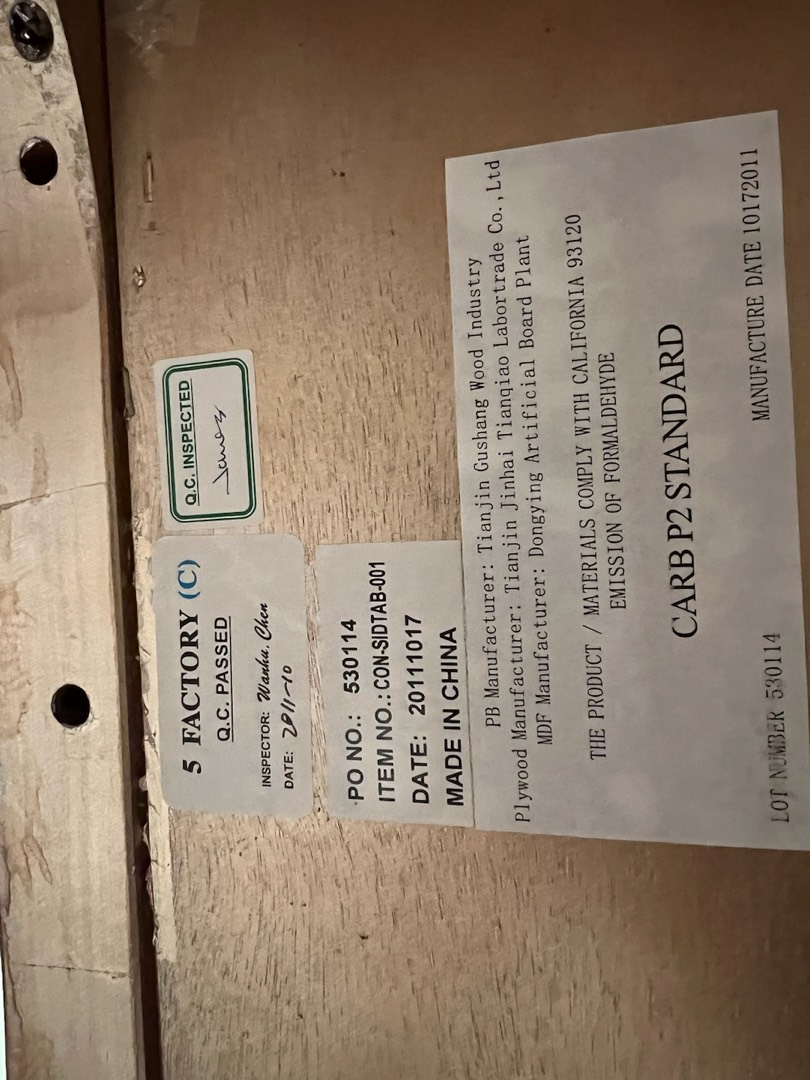 5 FACTORY (C)
Q.C. PASSED
INSPECTOR: Wanhu. Chen
DATE: 2011-10
Q.C. INSPECTED
PO NO.: 530114
ITEM NO.: CON-SIDTAB-001
DATE: 20111017
MADE IN CHINA
PB Manufacturer: Tianjin Gushang Wood Industry
Plywood Manufacturer: Tianjin Jinhai Tianqiao Labortrade Co., Ltd
MDF Manufacturer: Dongying Artificial Board Plant
THE PRODUCT / MATERIALS COMPLY WITH CALIFORNIA 93120
EMISSION OF FORMALDEHYDE
CARB P2 STANDARD
LOT NUMBER 530114 MANUFACTURE DATE 10172011